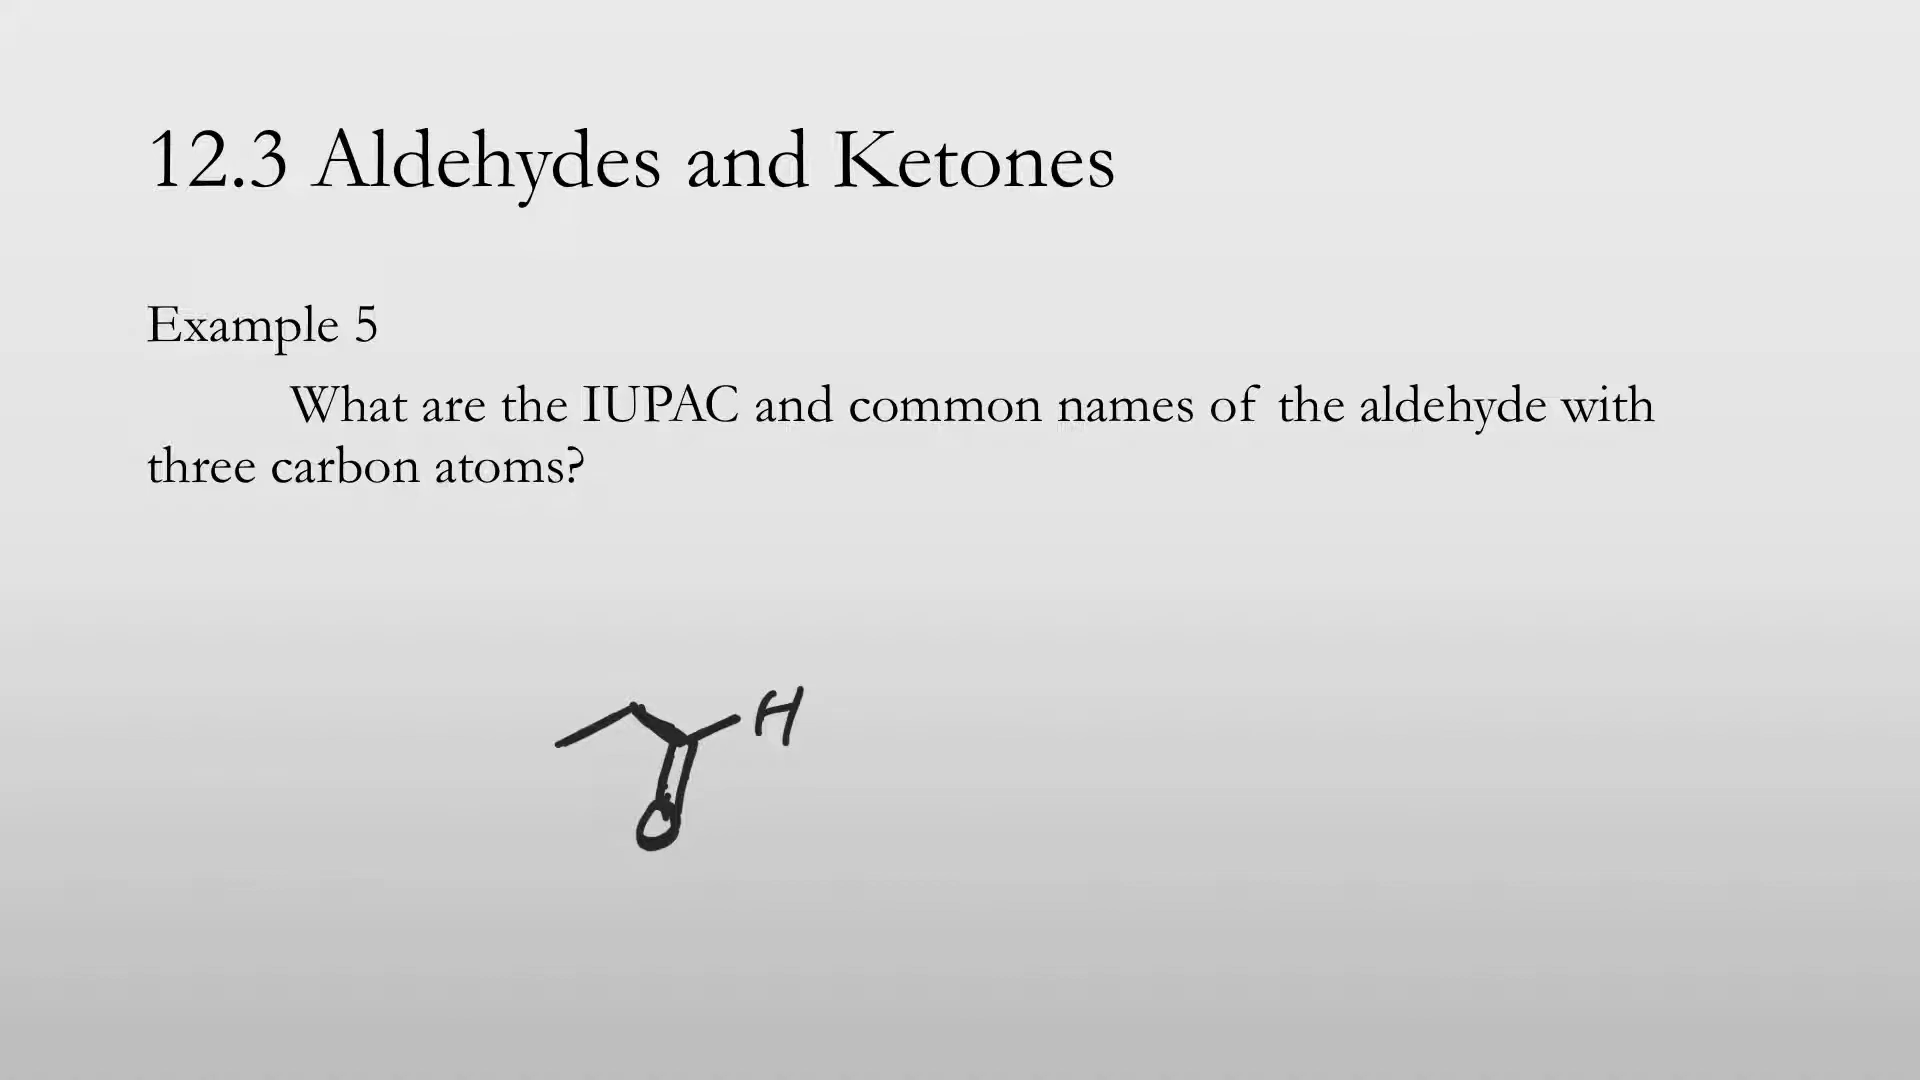 12.3 Aldehydes and Ketones
Example 5
What are the IUPAC and common names of the aldehyde with
three carbon atoms?
H
O